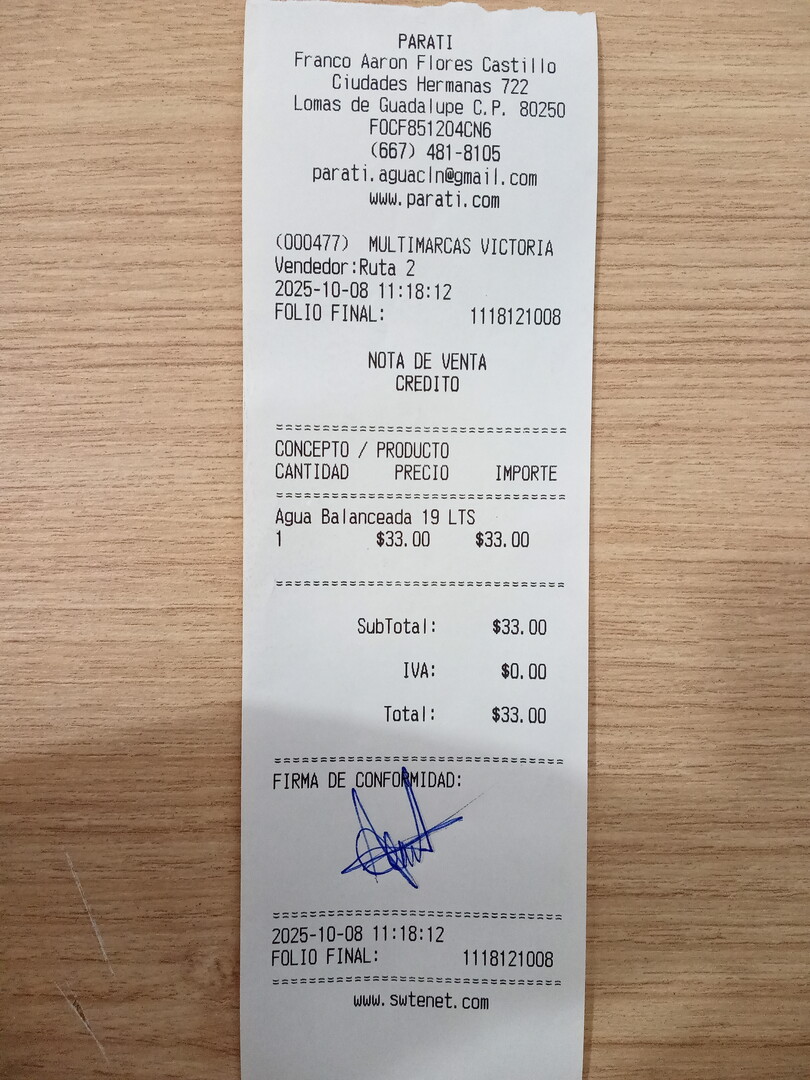 PARATI
Franco Aaron Flores Castillo
Ciudades Hermanas 722
Lomas de Guadalupe C.P. 80250
FOCF851204CN6
(667) 481-8105
parati.aguacln@gmail.com
www.parati.com
(000477) MULTIMARCAS VICTORIA
Vendedor:Ruta 2
2025-10-08 11:18:12
FOLIO FINAL: 1118121008
NOTA DE VENTA
CREDITO
================================
CONCEPTO / PRODUCTO
CANTIDAD PRECIO IMPORTE
================================
Agua Balanceada 19 LTS
1 $33.00 $33.00
================================
SubTotal: $33.00
IVA: $0.00
Total: $33.00
================================
FIRMA DE CONFORMIDAD:
================================
2025-10-08 11:18:12
FOLIO FINAL: 1118121008
================================
www.swtenet.com